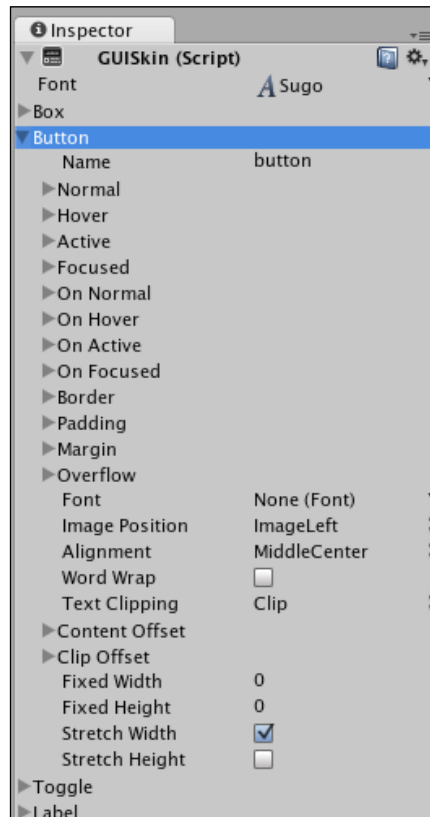 Inspector
GUISkin (Script)
Font Sugo
Box
Button
Name button
Normal
Hover
Active
Focused
On Normal
On Hover
On Active
On Focused
Border
Padding
Margin
Overflow
Font None (Font)
Image Position ImageLeft
Alignment MiddleCenter
Word Wrap
Text Clipping Clip
Content Offset
Clip Offset
Fixed Width 0
Fixed Height 0
Stretch Width
Stretch Height
Toggle
Label